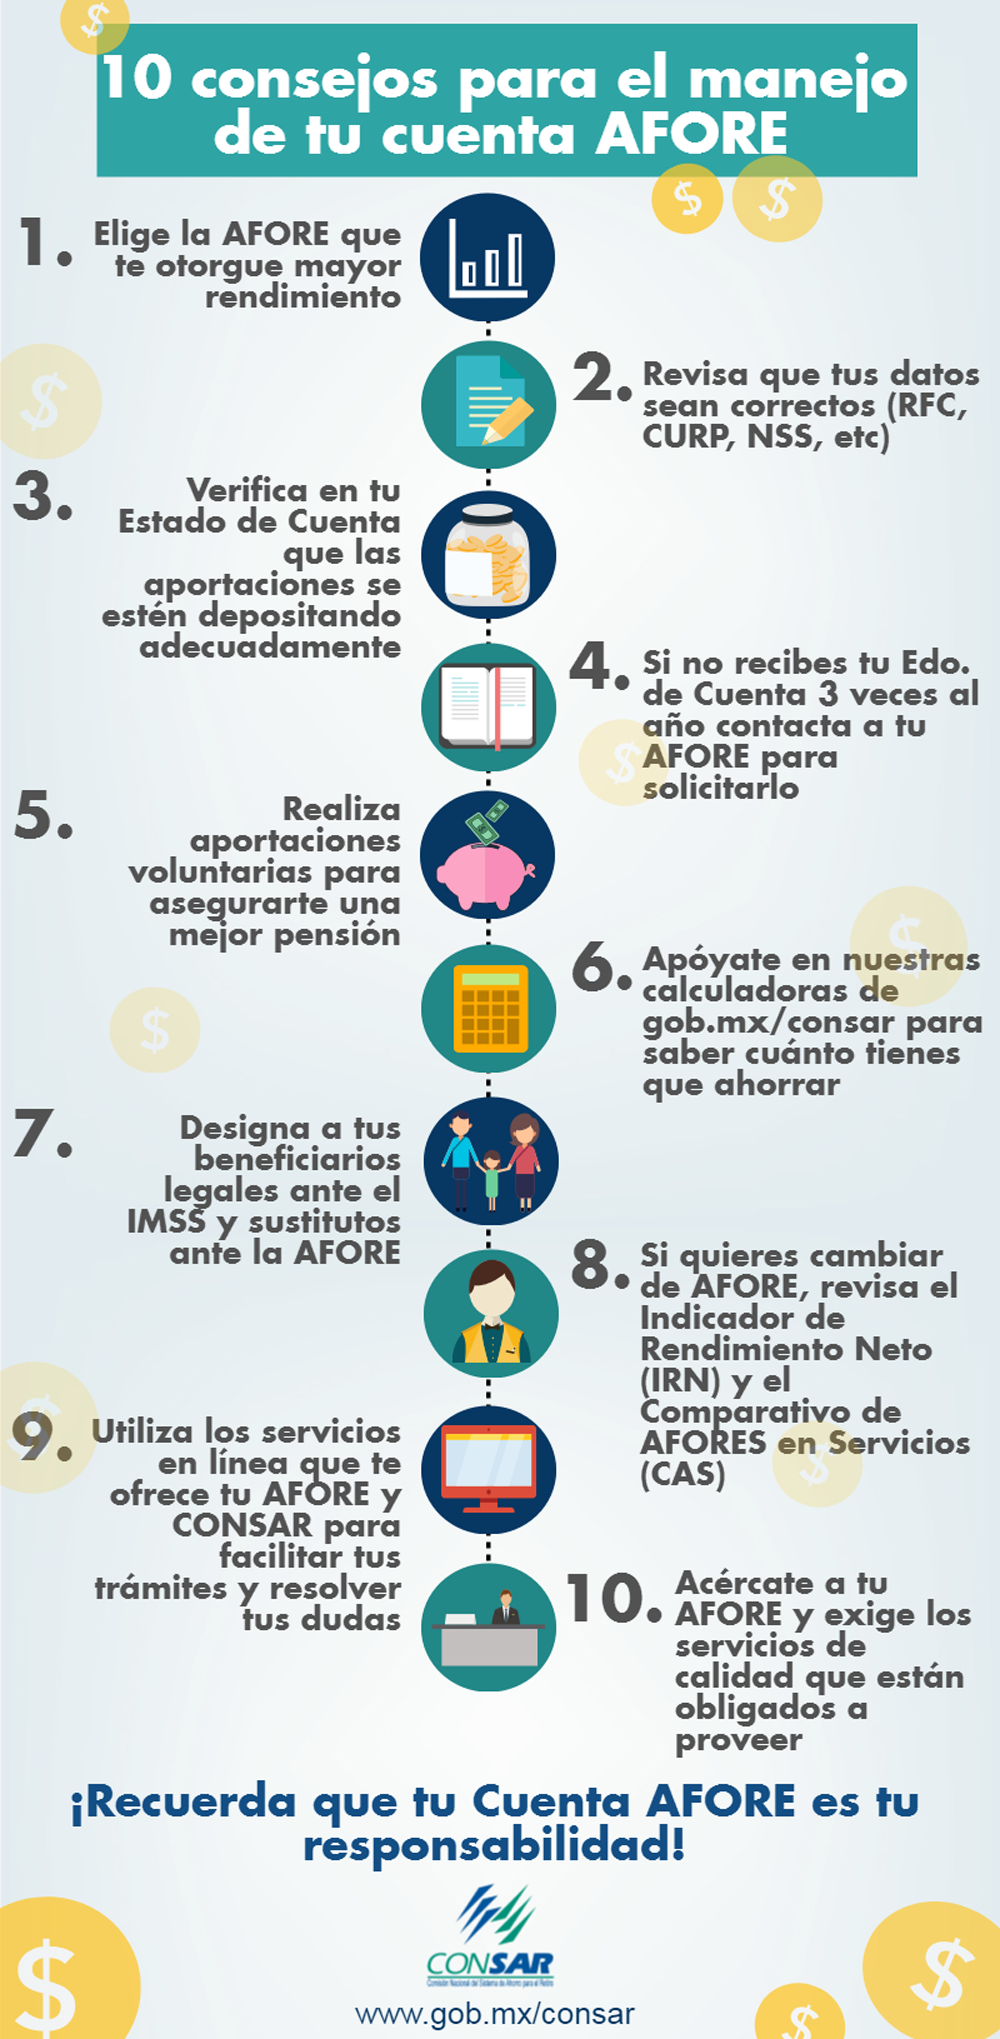 10 consejos para el manejo
de tu cuenta AFORE
1. Elige la AFORE que
te otorgue mayor
rendimiento
2. Revisa que tus datos
sean correctos (RFC,
CURP, NSS, etc)
3. Verifica en tu
Estado de Cuenta
que las
aportaciones se
estén depositando
adecuadamente
4. Si no recibes tu Edo.
de Cuenta 3 veces al
año contacta a tu
AFORE para
solicitarlo
5. Realiza
aportaciones
voluntarias para
asegurarte una
mejor pensión
6. Apóyate en nuestras
calculadoras de
gob.mx/consar para
saber cuánto tienes
que ahorrar
7. Designa a tus
beneficiarios
legales ante el
IMSS y sustitutos
ante la AFORE
8. Si quieres cambiar
de AFORE, revisa el
Indicador de
Rendimiento Neto
(IRN) y el
Comparativo de
AFORES en Servicios
(CAS)
9. Utiliza los servicios
en línea que te
ofrece tu AFORE y
CONSAR para
facilitar tus
trámites y resolver
tus dudas
10. Acércate a tu
AFORE y exige los
servicios de
calidad que están
obligados a
proveer
¡Recuerda que tu Cuenta AFORE es tu
responsabilidad!
CONSAR
Comisión Nacional del Sistema de Ahorro para el Retiro
www.gob.mx/consar